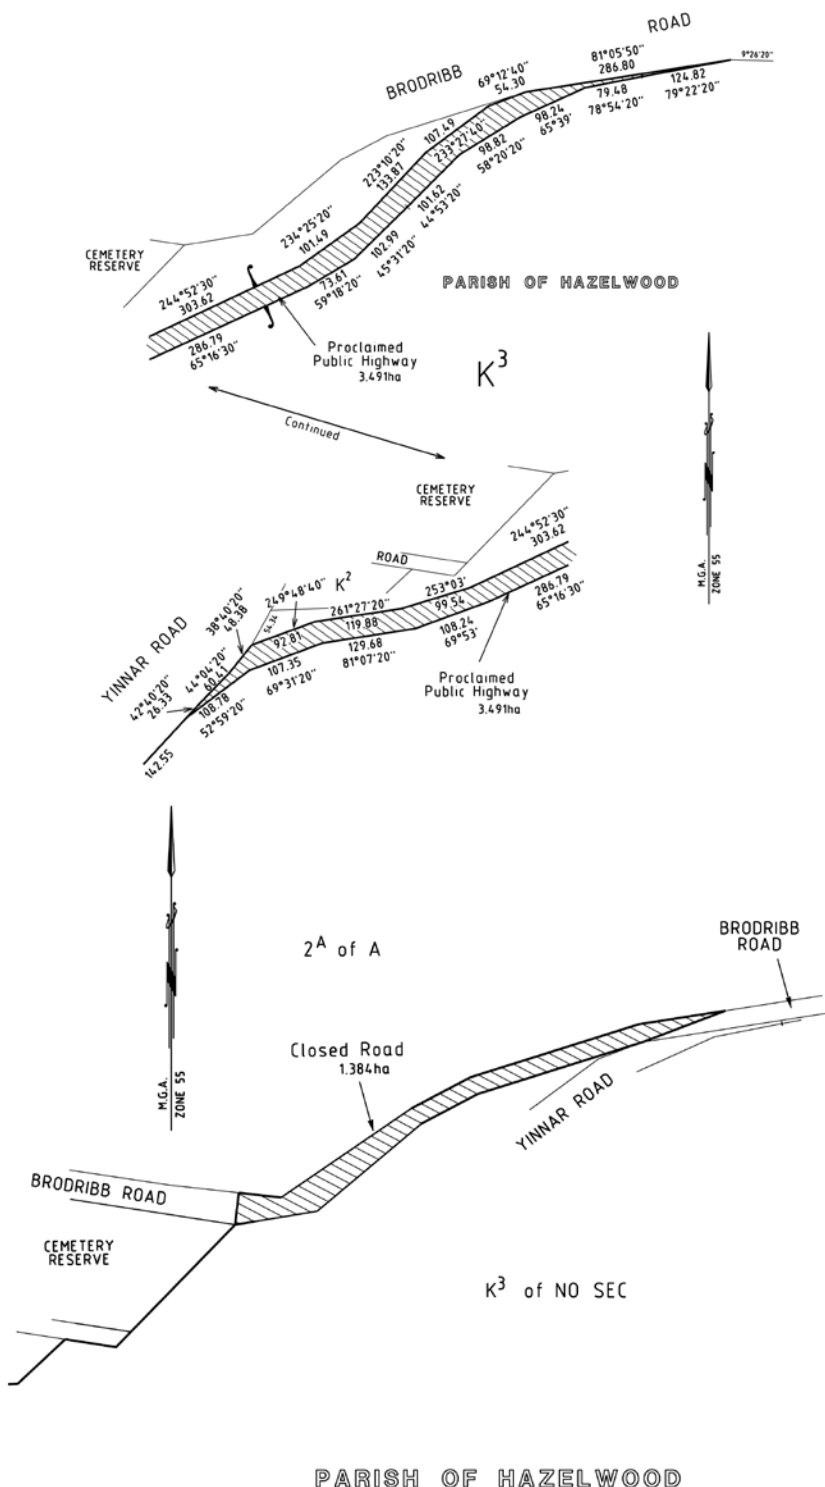 ROAD
BRODRIBB
81°05'50"
286.80
9°26'20"
69°12'40"
54.30
124.82
79°22'20"
79.48
78°54'20"
98.24
65°39'
107.49
233°27'40"
98.82
58°20'20"
223°10'20"
133.87
101.62
44°53'20"
234°25'20"
101.49
102.99
45°31'20"
CEMETERY
RESERVE
73.61
59°18'20"
PARISH OF HAZELWOOD
244°52'30"
303.62
286.79
65°16'30"
Proclaimed
Public Highway
3.491ha
K³
Continued
M.G.A.
ZONE 55
CEMETERY
RESERVE
244°52'30"
303.62
ROAD
K²
249°48'40"
253°03'
99.54
286.79
65°16'30"
261°27'20"
119.88
38°40'20"
48.38
54.34
92.81
108.24
69°53'
129.68
81°07'20"
107.35
69°31'20"
YINNAR ROAD
44°04'20"
60.41
42°40'20"
26.33
108.78
52°59'20"
Proclaimed
Public Highway
3.491ha
142.55
M.G.A.
ZONE 55
2ᴬ of A
BRODRIBB
ROAD
Closed Road
1.384ha
YINNAR ROAD
BRODRIBB ROAD
CEMETERY
RESERVE
K³ of NO SEC
PARISH OF HAZELWOOD